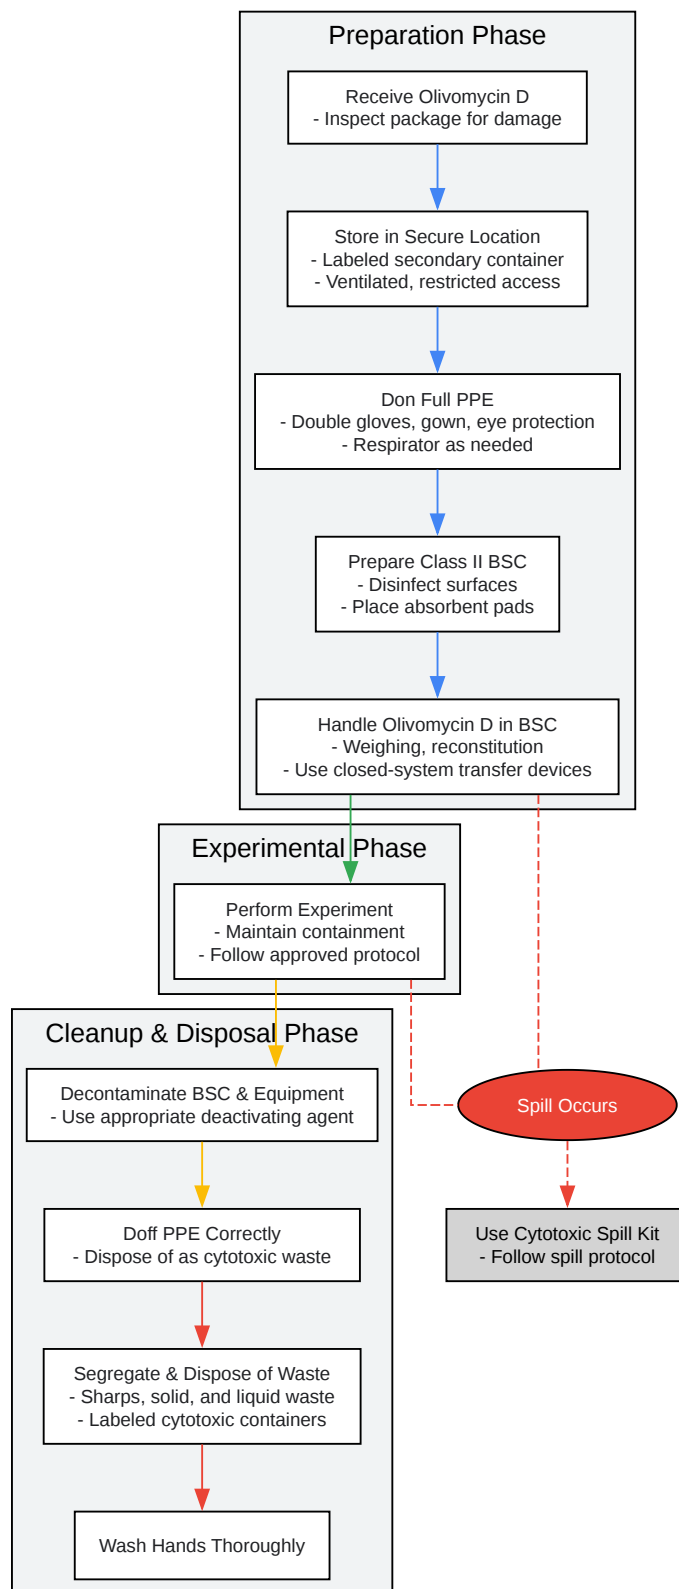 Preparation Phase
Receive Olivomycin D
- Inspect package for damage
Store in Secure Location
- Labeled secondary container
- Ventilated, restricted access
Don Full PPE
- Double gloves, gown, eye protection
- Respirator as needed
Prepare Class II BSC
- Disinfect surfaces
- Place absorbent pads
Handle Olivomycin D in BSC
- Weighing, reconstitution
- Use closed-system transfer devices
Experimental Phase
Perform Experiment
- Maintain containment
- Follow approved protocol
Cleanup & Disposal Phase
Decontaminate BSC & Equipment
- Use appropriate deactivating agent
Spill Occurs
Doff PPE Correctly
- Dispose of as cytotoxic waste
Use Cytotoxic Spill Kit
- Follow spill protocol
Segregate & Dispose of Waste
- Sharps, solid, and liquid waste
- Labeled cytotoxic containers
Wash Hands Thoroughly